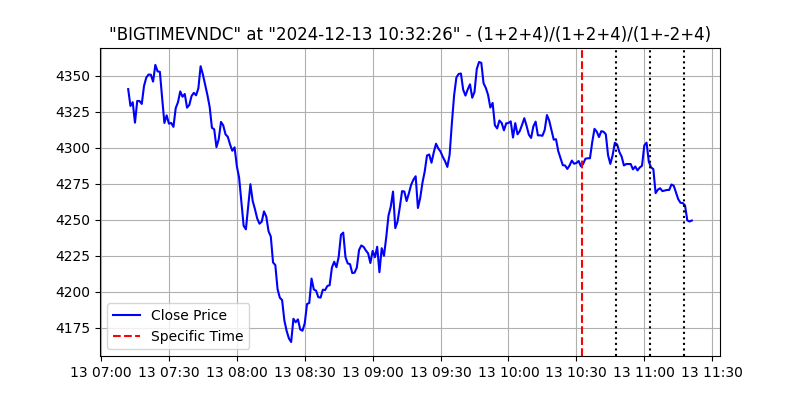 "BIGTIMEVNDC" at "2024-12-13 10:32:26" - (1+2+4)/(1+2+4)/(1+-2+4)
4350
4325
4300
4275
4250
4225
4200
4175
Close Price
Specific Time
13 07:00 13 07:30 13 08:00 13 08:30 13 09:00 13 09:30 13 10:00 13 10:30 13 11:00 13 11:30